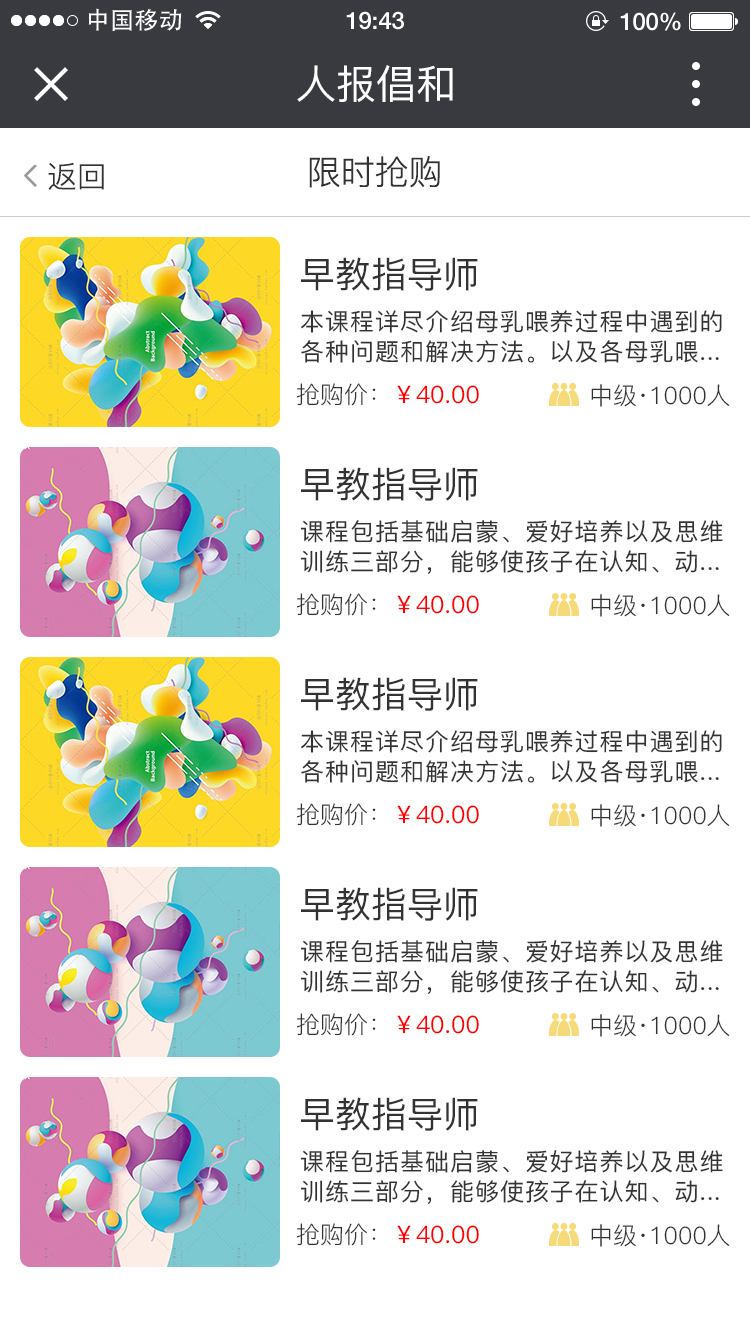 中国移动 19:43 100%
人报倡和
返回 限时抢购
Abstract
Background
早教指导师
本课程详尽介绍母乳喂养过程中遇到的
各种问题和解决方法。以及各母乳喂...
抢购价： ￥40.00 中级·1000人
早教指导师
课程包括基础启蒙、爱好培养以及思维
训练三部分，能够使孩子在认知、动...
抢购价： ￥40.00 中级·1000人
Abstract
Background
早教指导师
本课程详尽介绍母乳喂养过程中遇到的
各种问题和解决方法。以及各母乳喂...
抢购价： ￥40.00 中级·1000人
早教指导师
课程包括基础启蒙、爱好培养以及思维
训练三部分，能够使孩子在认知、动...
抢购价： ￥40.00 中级·1000人
早教指导师
课程包括基础启蒙、爱好培养以及思维
训练三部分，能够使孩子在认知、动...
抢购价： ￥40.00 中级·1000人